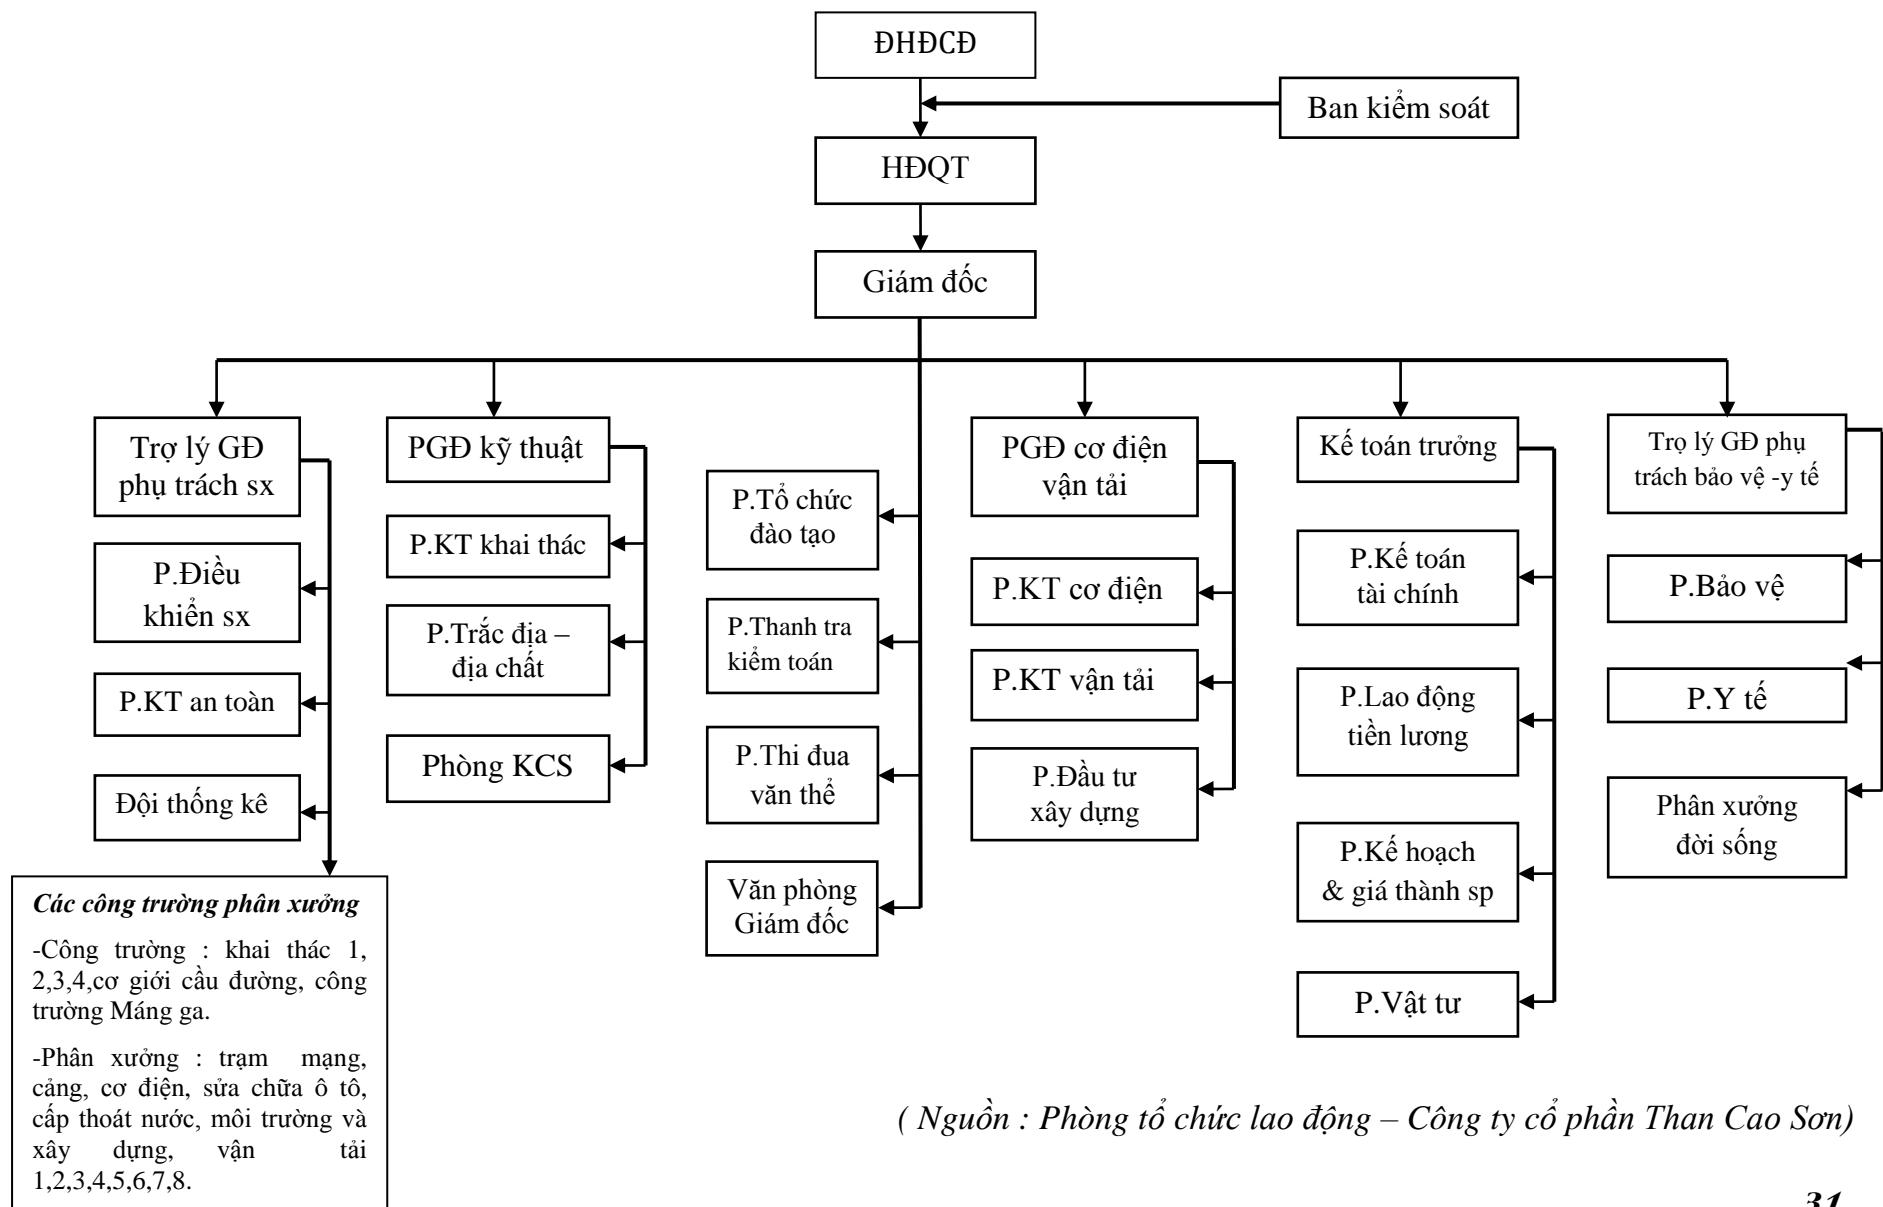 ĐHĐCĐ
Ban kiểm soát
HĐQT
Giám đốc
Trợ lý GĐ
phụ trách sx
P.Điều
khiển sx
P.KT an toàn
Đội thống kê
Các công trường phân xưởng
-Công trường : khai thác 1,
2,3,4,cơ giới cầu đường, công
trường Máng ga.
-Phân xưởng : trạm mạng,
cảng, cơ điện, sửa chữa ô tô,
cấp thoát nước, môi trường và
xây dựng, vận tải
1,2,3,4,5,6,7,8.
PGĐ kỹ thuật
P.KT khai thác
P.Trắc địa –
địa chất
Phòng KCS
P.Tổ chức
đào tạo
P.Thanh tra
kiểm toán
P.Thi đua
văn thể
Văn phòng
Giám đốc
PGĐ cơ điện
vận tải
P.KT cơ điện
P.KT vận tải
P.Đầu tư
xây dựng
Kế toán trưởng
P.Kế toán
tài chính
P.Lao động
tiền lương
P.Kế hoạch
& giá thành sp
P.Vật tư
Trợ lý GĐ phụ
trách bảo vệ -y tế
P.Bảo vệ
P.Y tế
Phân xưởng
đời sống
( Nguồn : Phòng tổ chức lao động – Công ty cổ phần Than Cao Sơn)
31